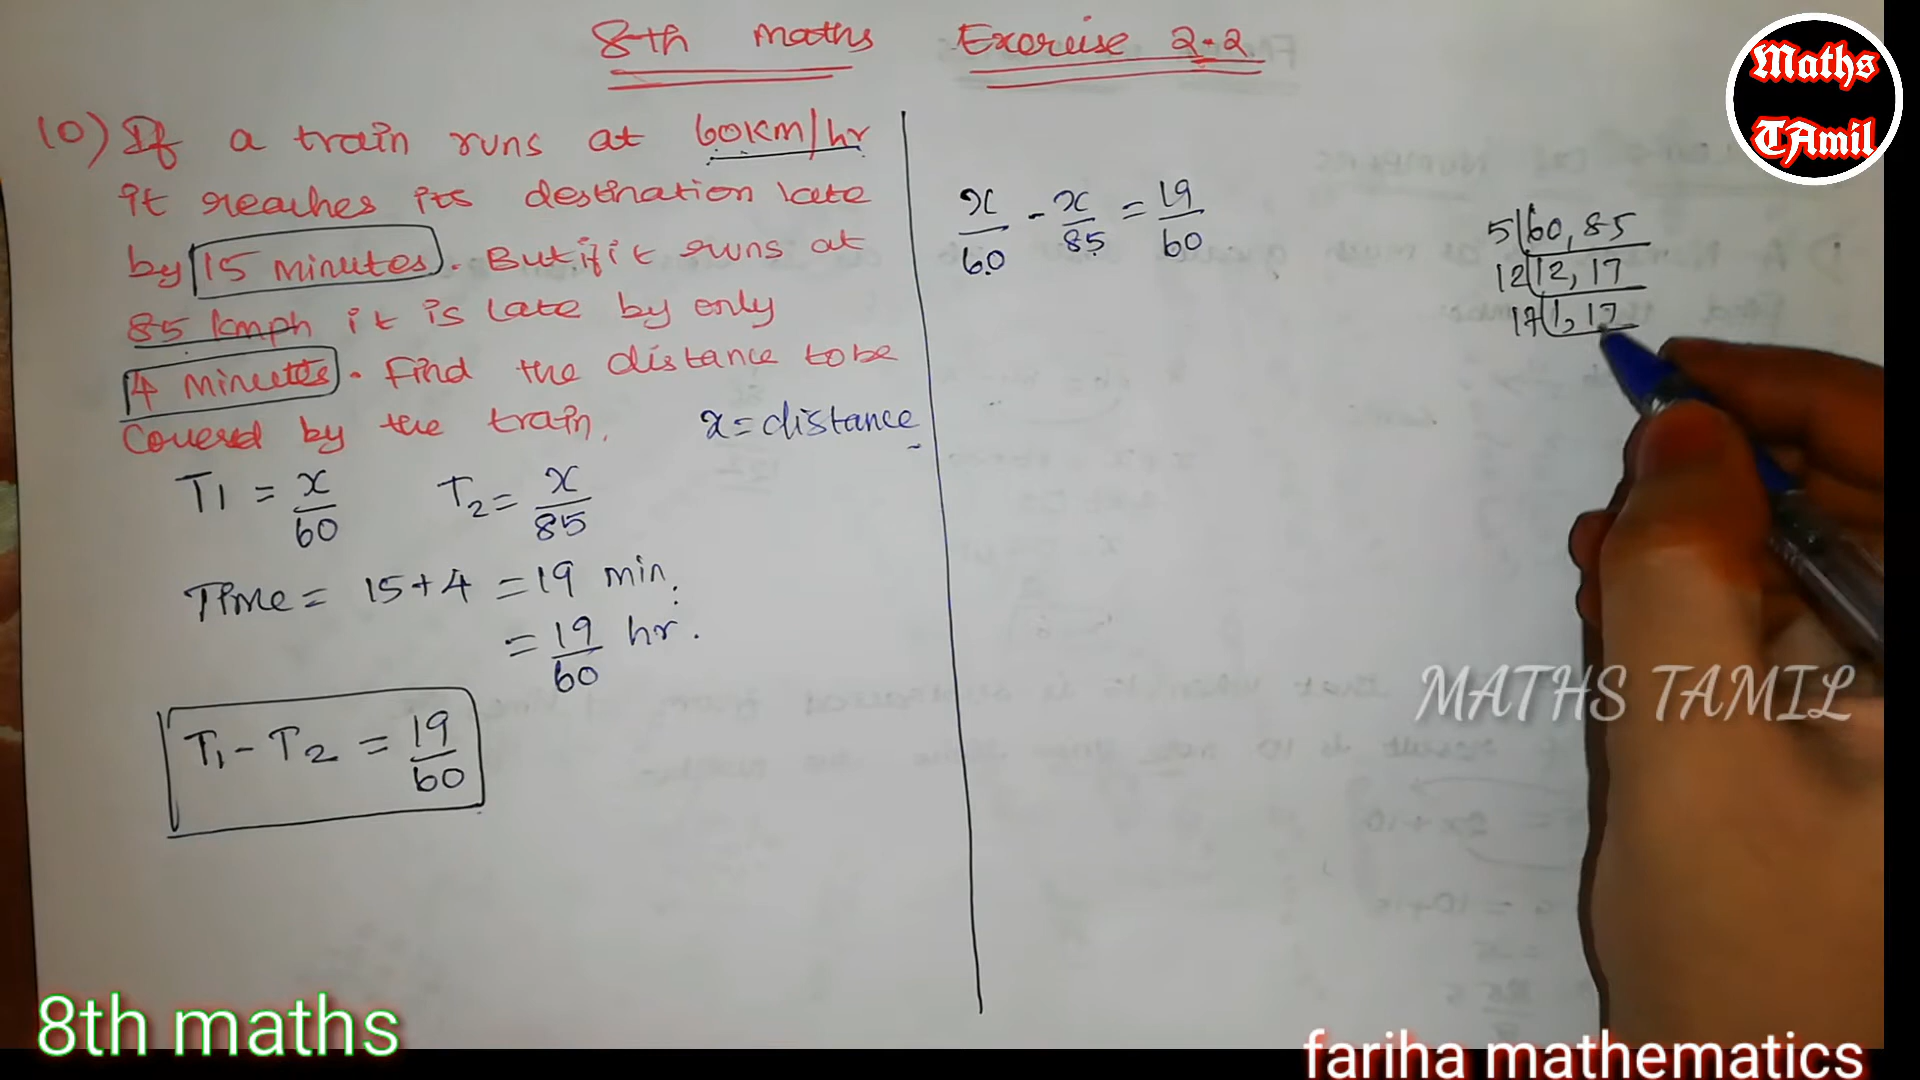 8th maths Exercise 2.2
Maths
TAmil
10) If a train runs at 60km/hr
it reaches its destination late
by 15 minutes. But if it runs at
85 kmph it is late by only
4 minutes. Find the distance to be
Covered by the train. x = distance
T1 = x/60 T2 = x/85
Time = 15+4 = 19 min.
= 19/60 hr.
T1 - T2 = 19/60
x/60 - x/85 = 19/60
5 | 60, 85
12 | 12, 17
17 | 1, 17
MATHS TAMIL
8th maths
fariha mathematics